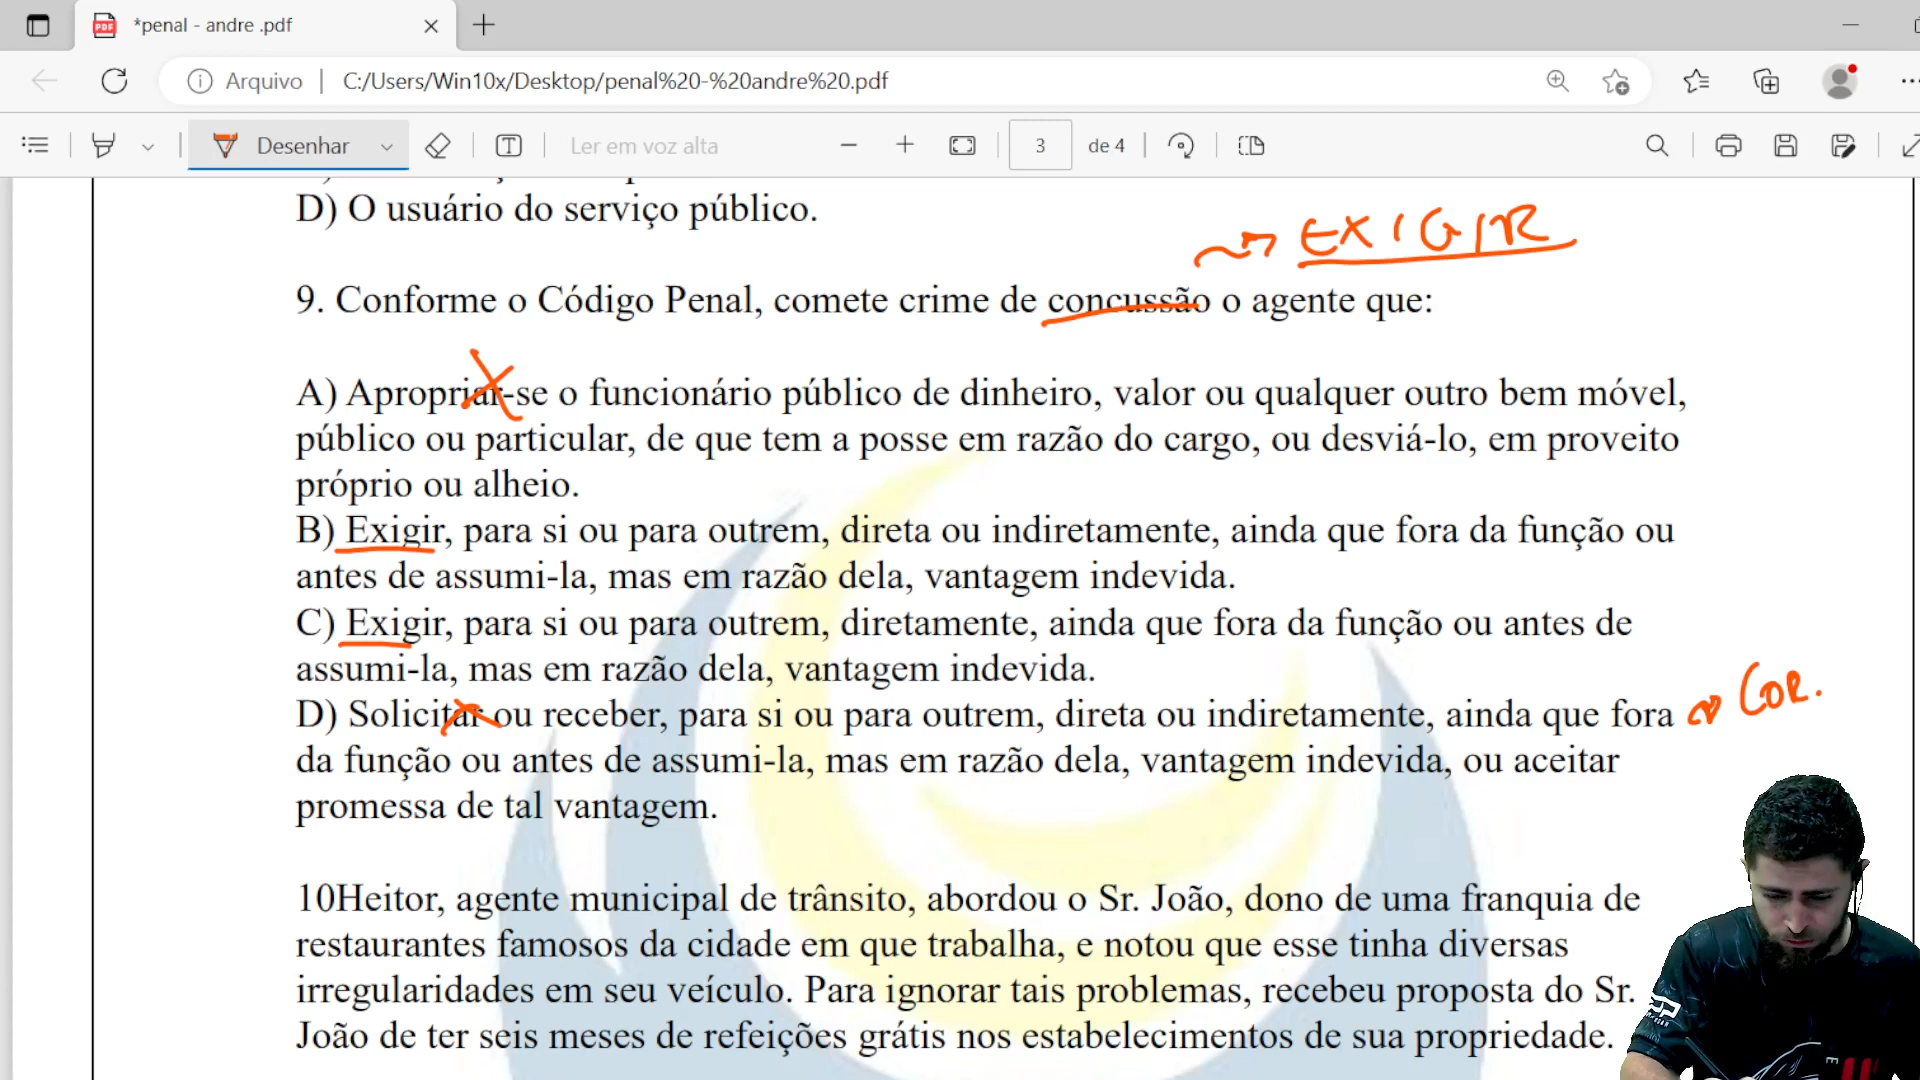 *penal - andre .pdf
Arquivo | C:/Users/Win10x/Desktop/penal%20-%20andre%20.pdf
Desenhar Ler em voz alta 3 de 4
D) O usuário do serviço público.
EXIGIR
9. Conforme o Código Penal, comete crime de concussão o agente que:
A) Apropriar-se o funcionário público de dinheiro, valor ou qualquer outro bem móvel,
público ou particular, de que tem a posse em razão do cargo, ou desviá-lo, em proveito
próprio ou alheio.
B) Exigir, para si ou para outrem, direta ou indiretamente, ainda que fora da função ou
antes de assumi-la, mas em razão dela, vantagem indevida.
C) Exigir, para si ou para outrem, diretamente, ainda que fora da função ou antes de
assumi-la, mas em razão dela, vantagem indevida.
D) Solicitar ou receber, para si ou para outrem, direta ou indiretamente, ainda que fora
COR.
da função ou antes de assumi-la, mas em razão dela, vantagem indevida, ou aceitar
promessa de tal vantagem.
10Heitor, agente municipal de trânsito, abordou o Sr. João, dono de uma franquia de
restaurantes famosos da cidade em que trabalha, e notou que esse tinha diversas
irregularidades em seu veículo. Para ignorar tais problemas, recebeu proposta do Sr.
João de ter seis meses de refeições grátis nos estabelecimentos de sua propriedade.